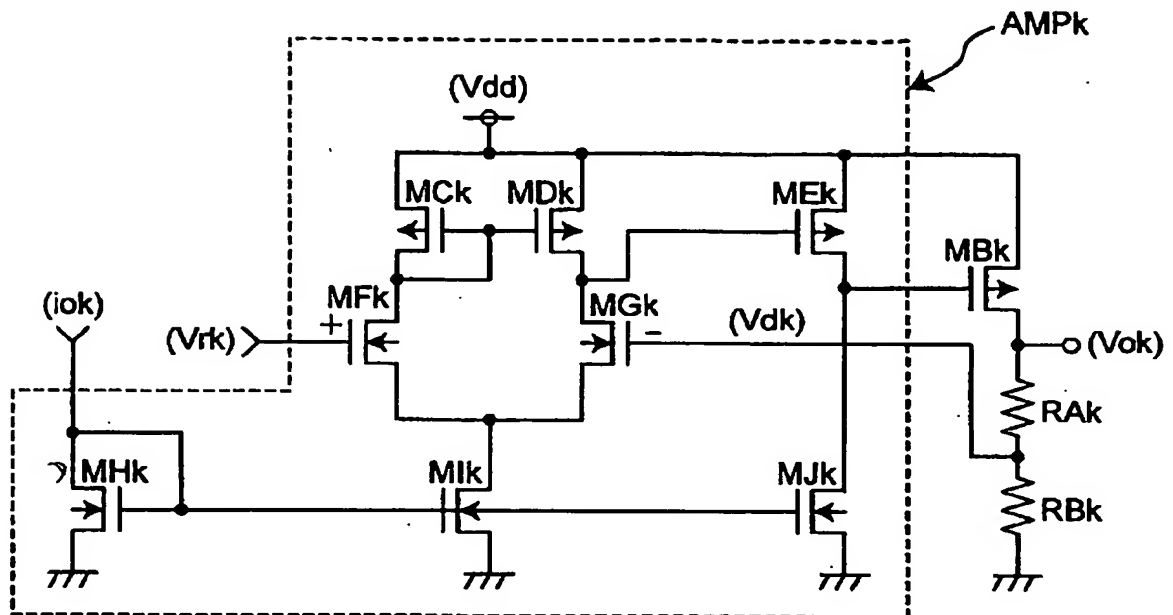 AMPk
(Vdd)
MCk
MDk
MEk
MBk
(iok)
MFk
MGk
(Vdk)
+
-
(Vrk)
(Vok)
RAk
MHk
MIk
MJk
RBk